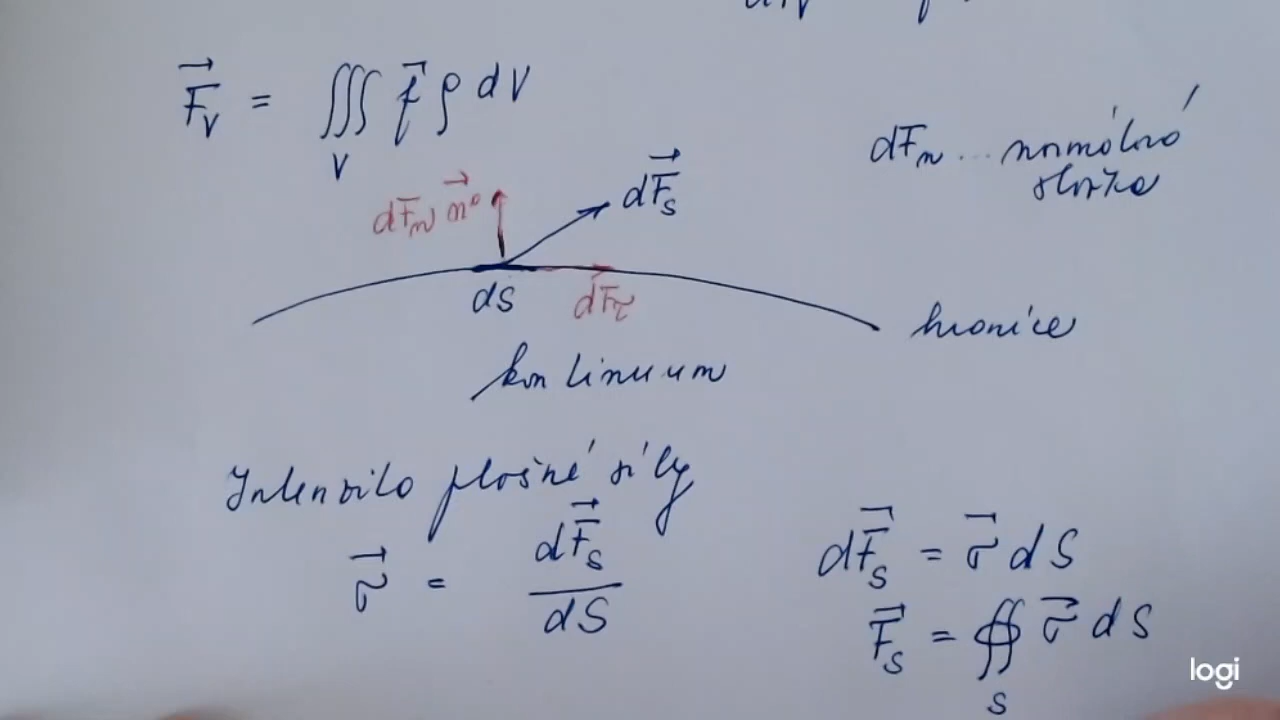 F⃗_V = ∭_V f⃗ ρ dV
dF_n ... normálová
složka
dF_n n⃗° dF⃗_S
dS dF_τ
hranice
kontinuum
Intenzita plošné síly
τ⃗ = dF⃗_S / dS
dF⃗_S = τ⃗ dS
F⃗_S = ∯_S τ⃗ dS
logi